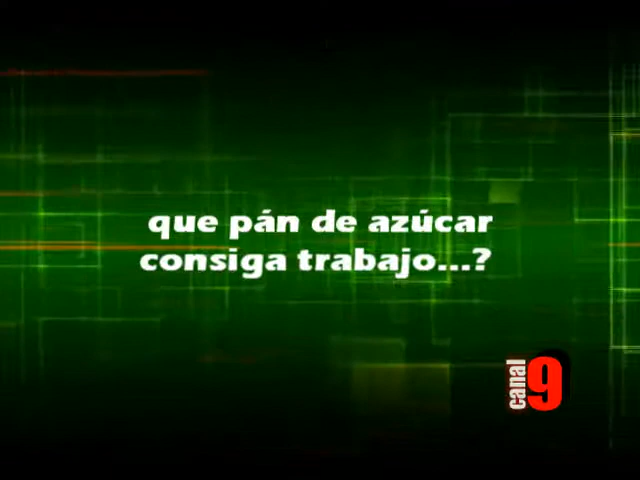 que pán de azúcar
consiga trabajo...?
canal 9